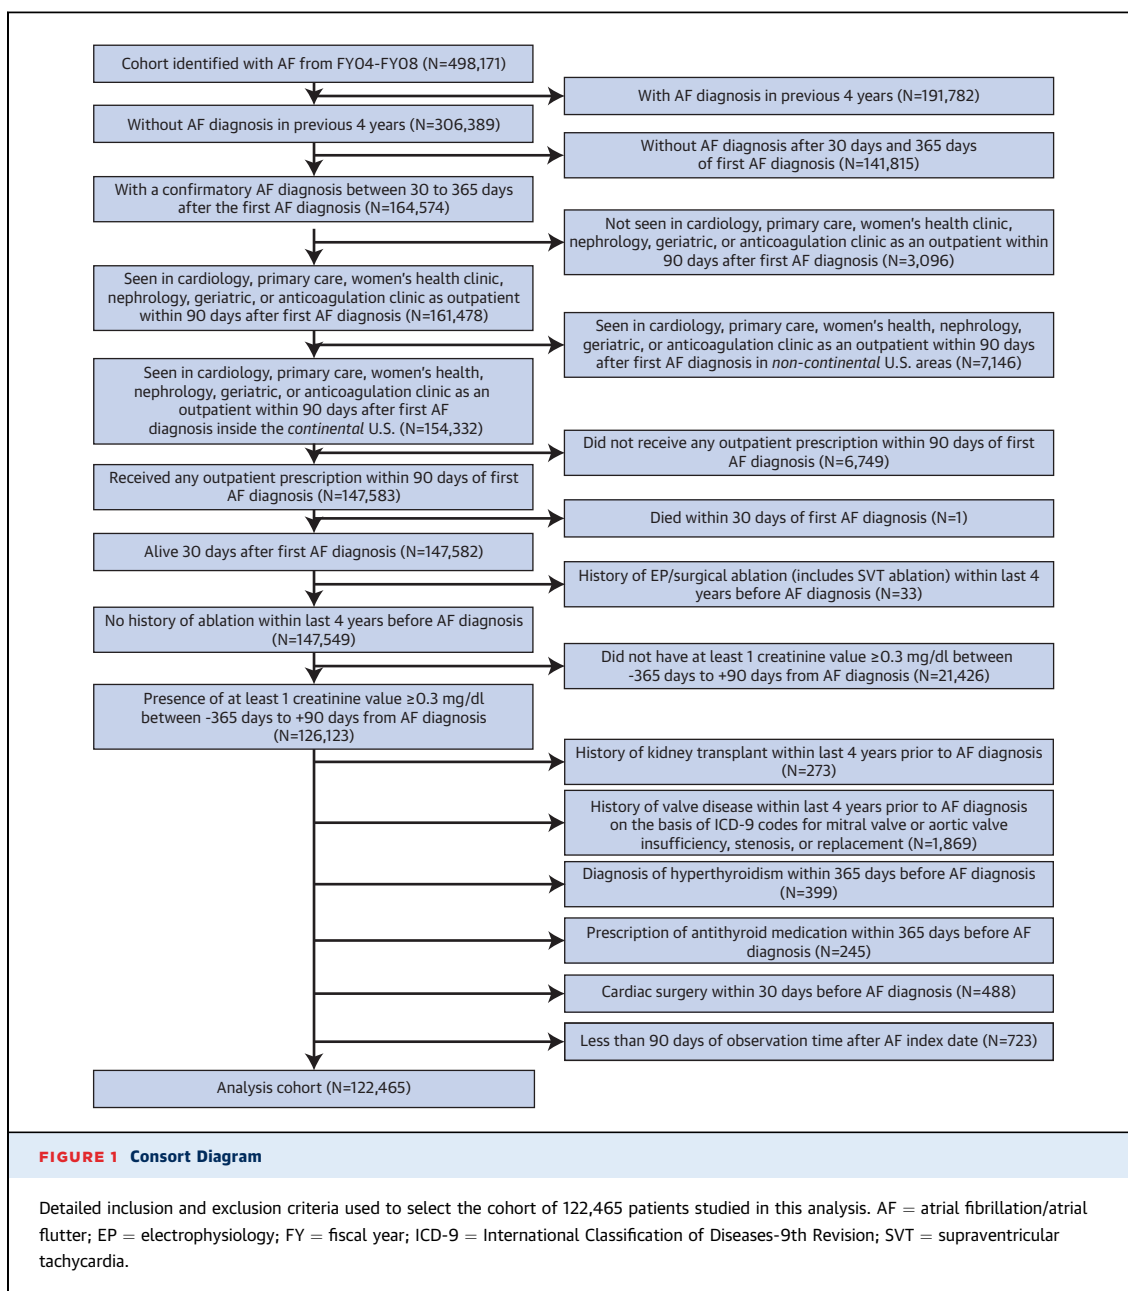 Cohort identified with AF from FY04-FY08 (N=498,171)
With AF diagnosis in previous 4 years (N=191,782)
Without AF diagnosis in previous 4 years (N=306,389)
Without AF diagnosis after 30 days and 365 days
of first AF diagnosis (N=141,815)
With a confirmatory AF diagnosis between 30 to 365 days
after the first AF diagnosis (N=164,574)
Not seen in cardiology, primary care, women's health clinic,
nephrology, geriatric, or anticoagulation clinic as an outpatient within
90 days after first AF diagnosis (N=3,096)
Seen in cardiology, primary care, women's health clinic,
nephrology, geriatric, or anticoagulation clinic as outpatient
within 90 days after first AF diagnosis (N=161,478)
Seen in cardiology, primary care, women's health, nephrology,
geriatric, or anticoagulation clinic as an outpatient within 90 days
after first AF diagnosis in non-continental U.S. areas (N=7,146)
Seen in cardiology, primary care, women's health,
nephrology, geriatric, or anticoagulation clinic as an
outpatient within 90 days after first AF
diagnosis inside the continental U.S. (N=154,332)
Did not receive any outpatient prescription within 90 days of first
AF diagnosis (N=6,749)
Received any outpatient prescription within 90 days of first
AF diagnosis (N=147,583)
Died within 30 days of first AF diagnosis (N=1)
Alive 30 days after first AF diagnosis (N=147,582)
History of EP/surgical ablation (includes SVT ablation) within last 4
years before AF diagnosis (N=33)
No history of ablation within last 4 years before AF diagnosis
(N=147,549)
Did not have at least 1 creatinine value ≥0.3 mg/dl between
-365 days to +90 days from AF diagnosis (N=21,426)
Presence of at least 1 creatinine value ≥0.3 mg/dl
between -365 days to +90 days from AF diagnosis
(N=126,123)
History of kidney transplant within last 4 years prior to AF diagnosis
(N=273)
History of valve disease within last 4 years prior to AF diagnosis
on the basis of ICD-9 codes for mitral valve or aortic valve
insufficiency, stenosis, or replacement (N=1,869)
Diagnosis of hyperthyroidism within 365 days before AF diagnosis
(N=399)
Prescription of antithyroid medication within 365 days before AF
diagnosis (N=245)
Cardiac surgery within 30 days before AF diagnosis (N=488)
Less than 90 days of observation time after AF index date (N=723)
Analysis cohort (N=122,465)
FIGURE 1 Consort Diagram
Detailed inclusion and exclusion criteria used to select the cohort of 122,465 patients studied in this analysis. AF = atrial fibrillation/atrial
flutter; EP = electrophysiology; FY = fiscal year; ICD-9 = International Classification of Diseases-9th Revision; SVT = supraventricular
tachycardia.